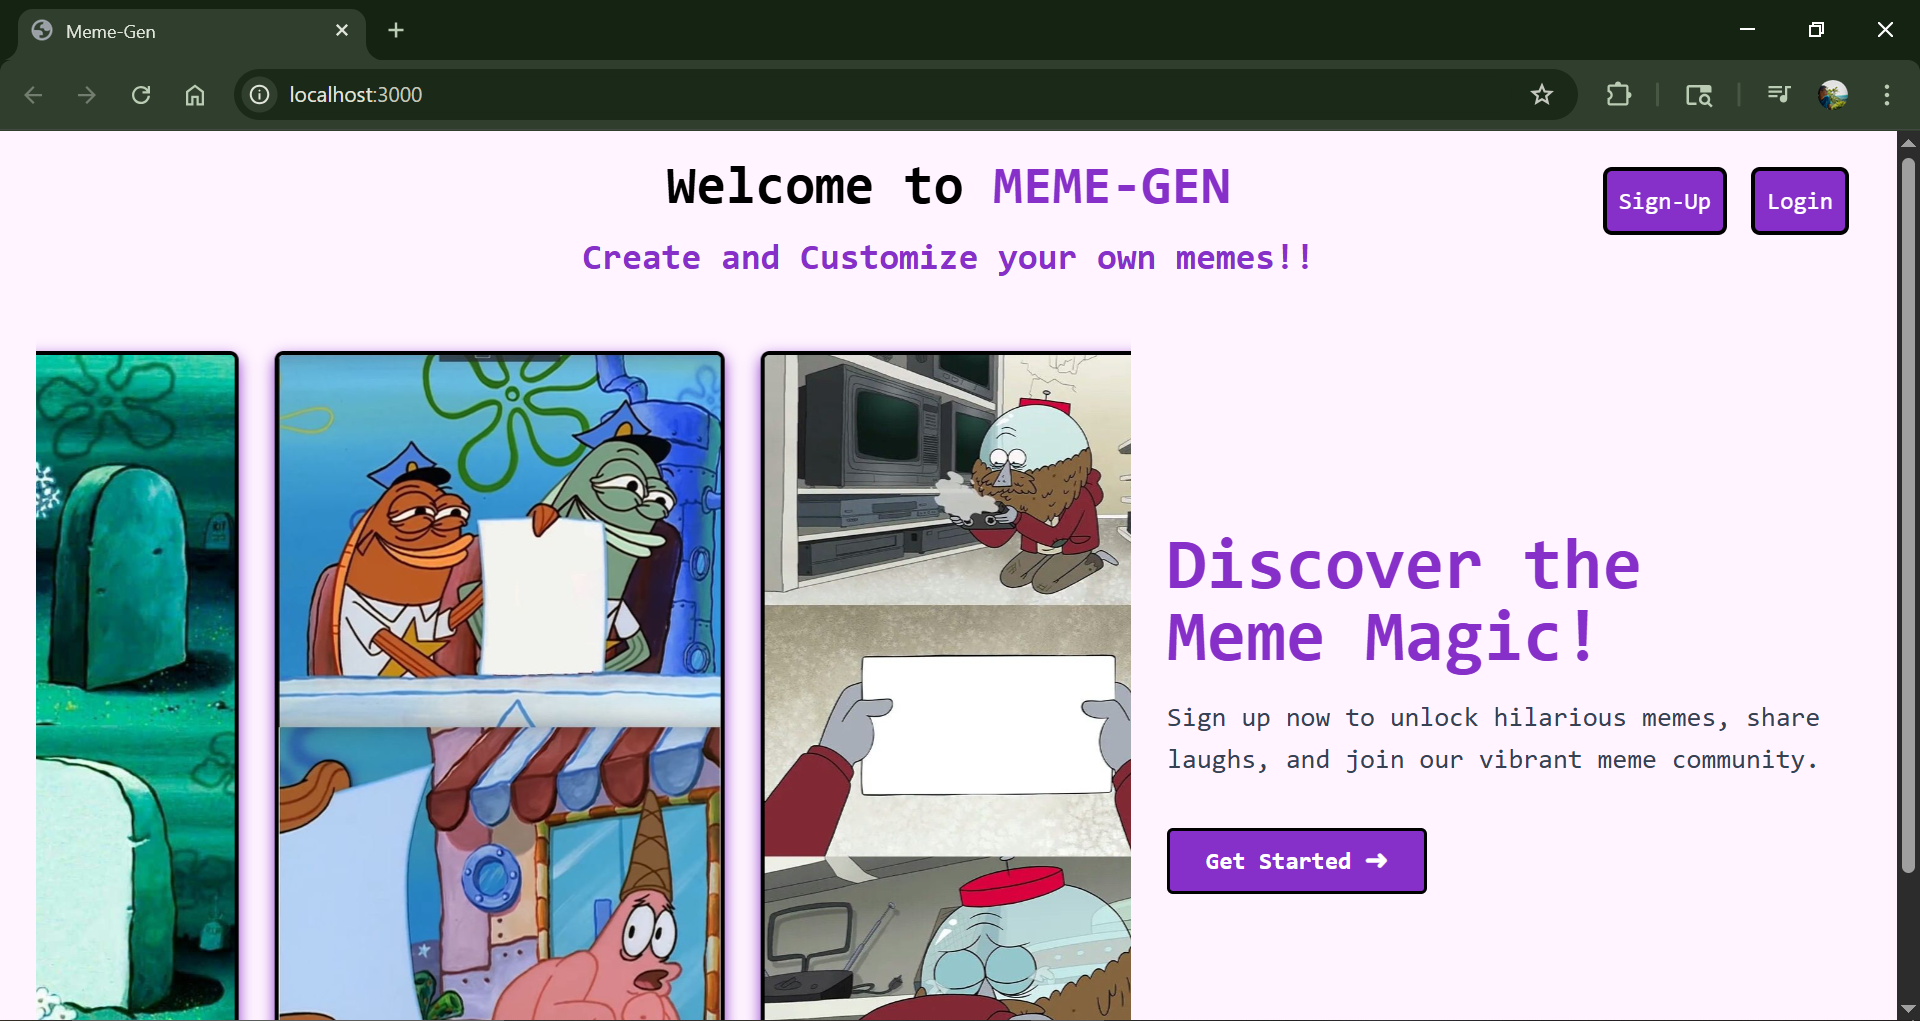 Meme-Gen
localhost:3000
Welcome to MEME-GEN
Sign-Up
Login
Create and Customize your own memes!!
RIP
Discover the
Meme Magic!
Sign up now to unlock hilarious memes, share
laughs, and join our vibrant meme community.
Get Started ➜